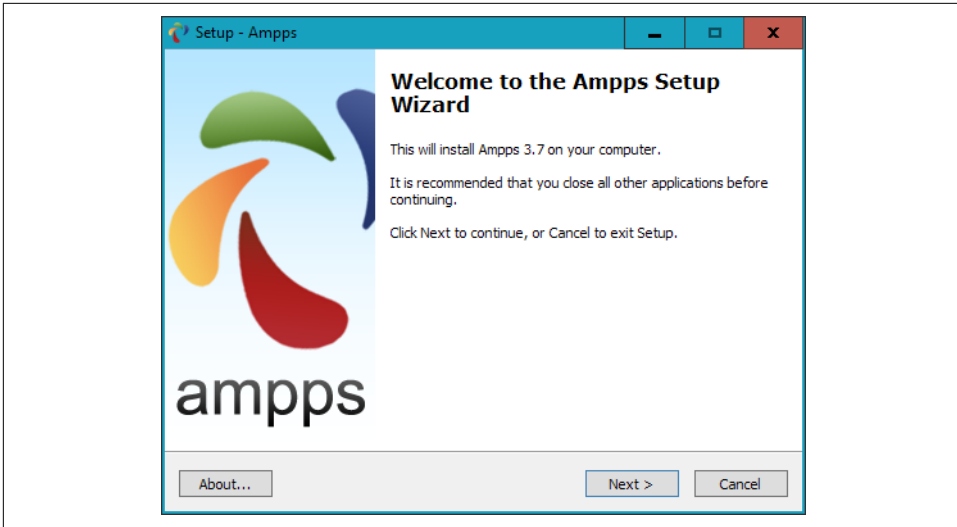 Setup - Ampps
Welcome to the Ampps Setup
Wizard
This will install Ampps 3.7 on your computer.
It is recommended that you close all other applications before
continuing.
Click Next to continue, or Cancel to exit Setup.
ampps
About...
Next >
Cancel